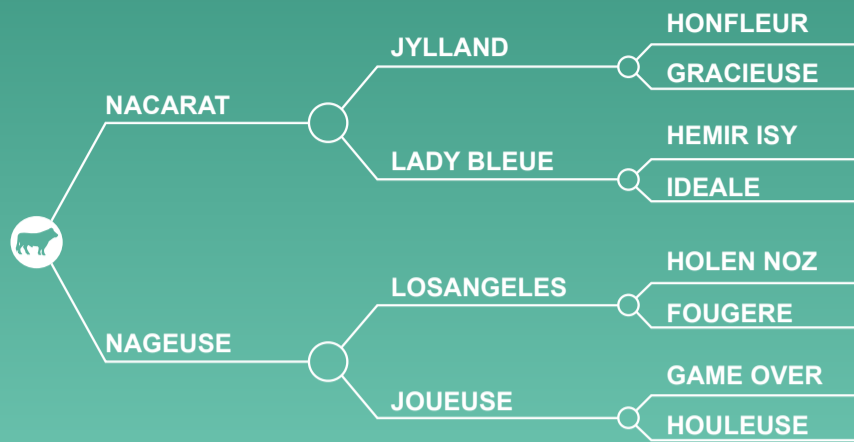 HONFLEUR
JYLLAND
GRACIEUSE
NACARAT
HEMIR ISY
LADY BLEUE
IDEALE
HOLEN NOZ
LOSANGELES
FOUGERE
NAGEUSE
GAME OVER
JOUEUSE
HOULEUSE